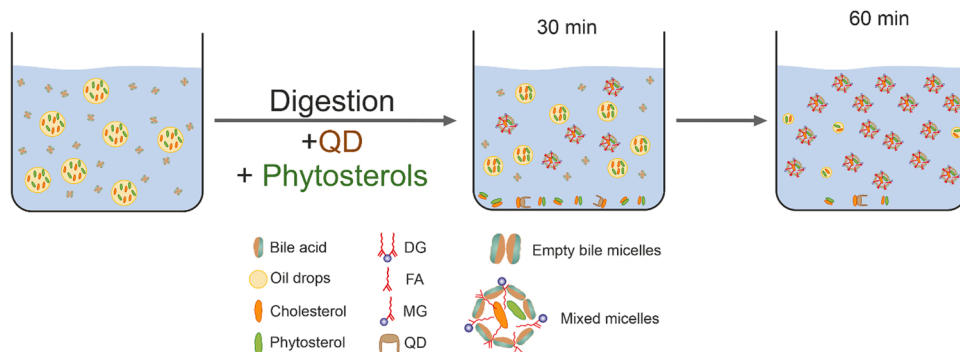 30 min
60 min
Digestion
+QD
+ Phytosterols
Bile acid
DG
Empty bile micelles
Oil drops
FA
Cholesterol
MG
Mixed micelles
Phytosterol
QD